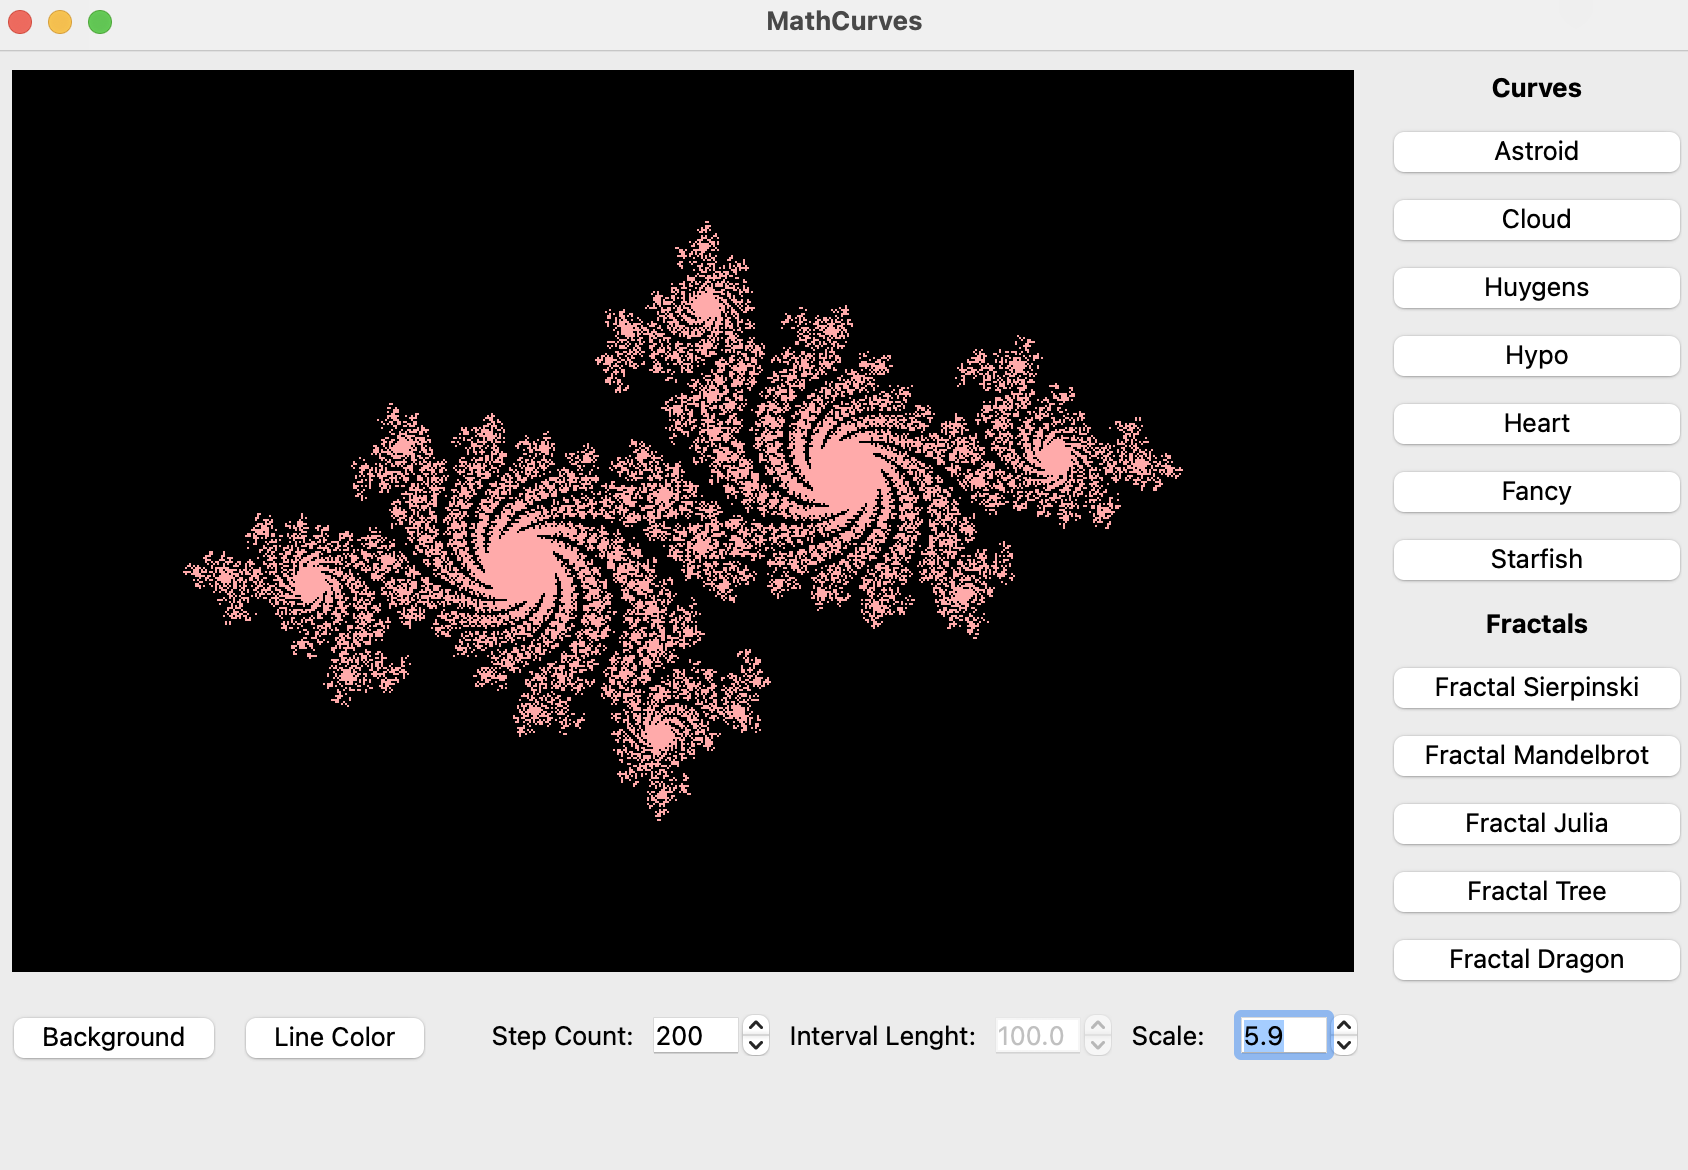 MathCurves
Curves
Astroid
Cloud
Huygens
Hypo
Heart
Fancy
Starfish
Fractals
Fractal Sierpinski
Fractal Mandelbrot
Fractal Julia
Fractal Tree
Fractal Dragon
Background Line Color Step Count: 200 Interval Lenght: 100.0 Scale: 5.9